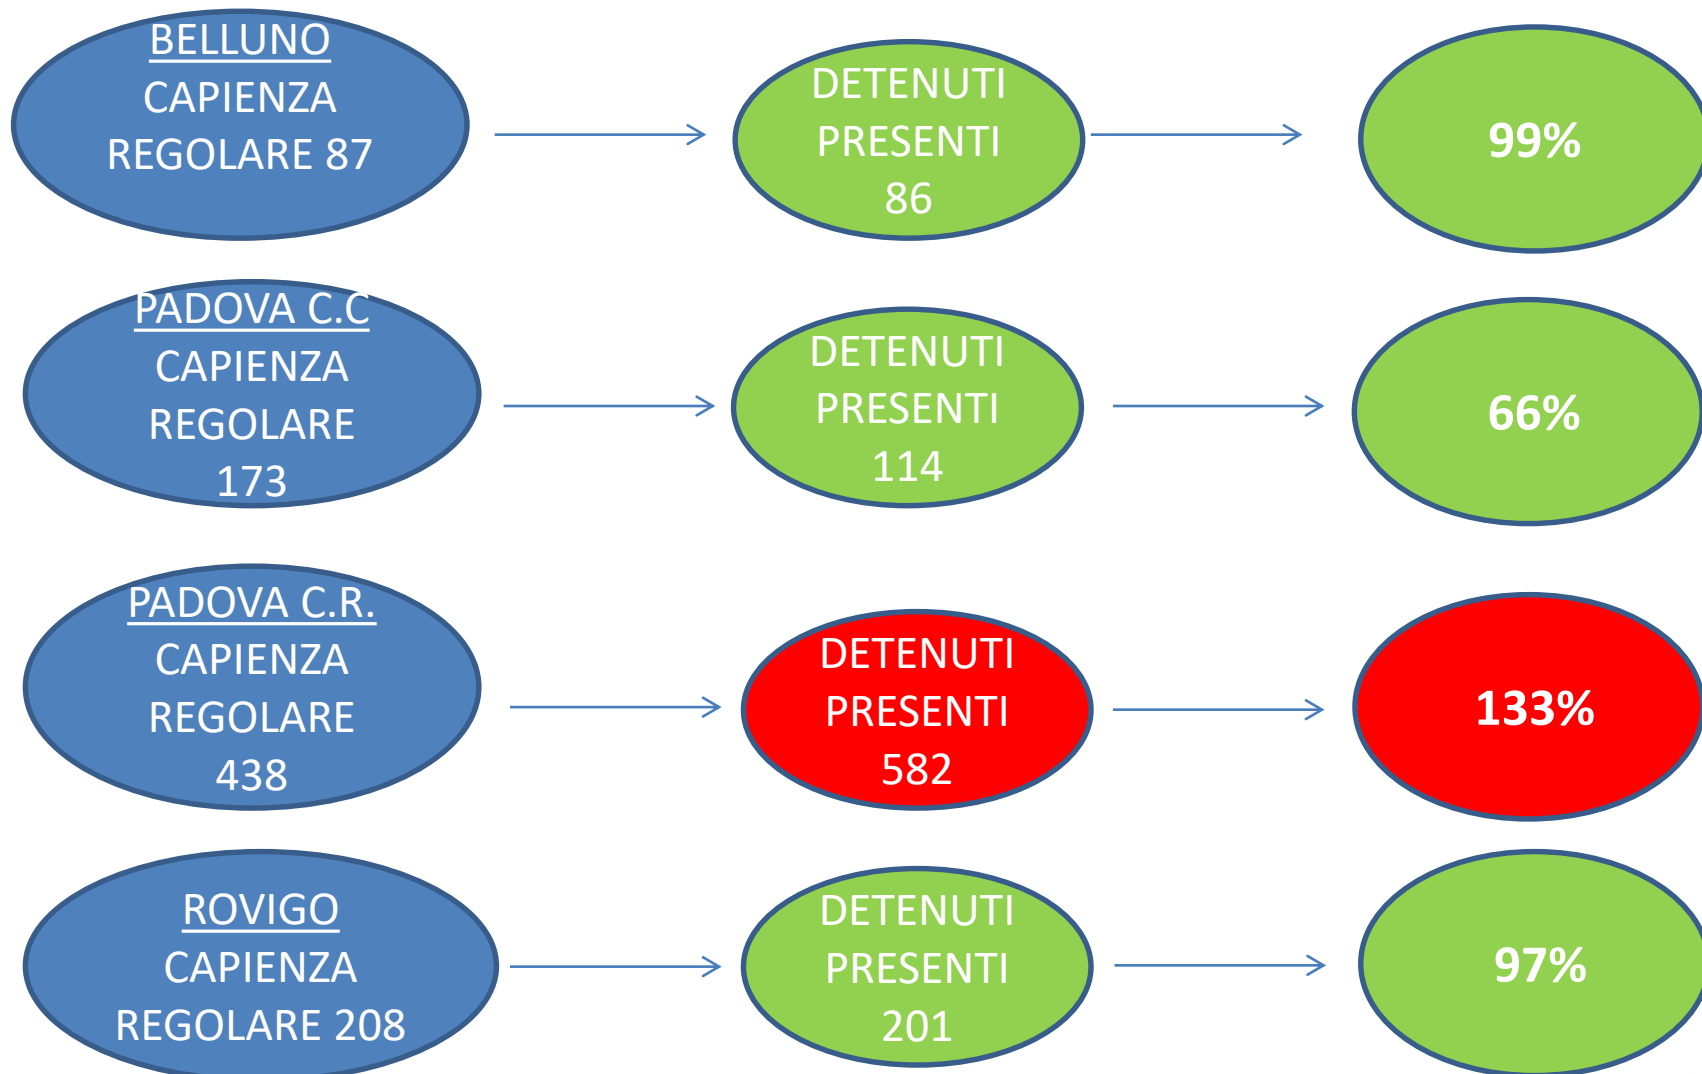 BELLUNO
CAPIENZA
REGOLARE 87
DETENUTI
PRESENTI
86
99%
PADOVA C.C
CAPIENZA
REGOLARE
173
DETENUTI
PRESENTI
114
66%
PADOVA C.R.
CAPIENZA
REGOLARE
438
DETENUTI
PRESENTI
582
133%
ROVIGO
CAPIENZA
REGOLARE 208
DETENUTI
PRESENTI
201
97%